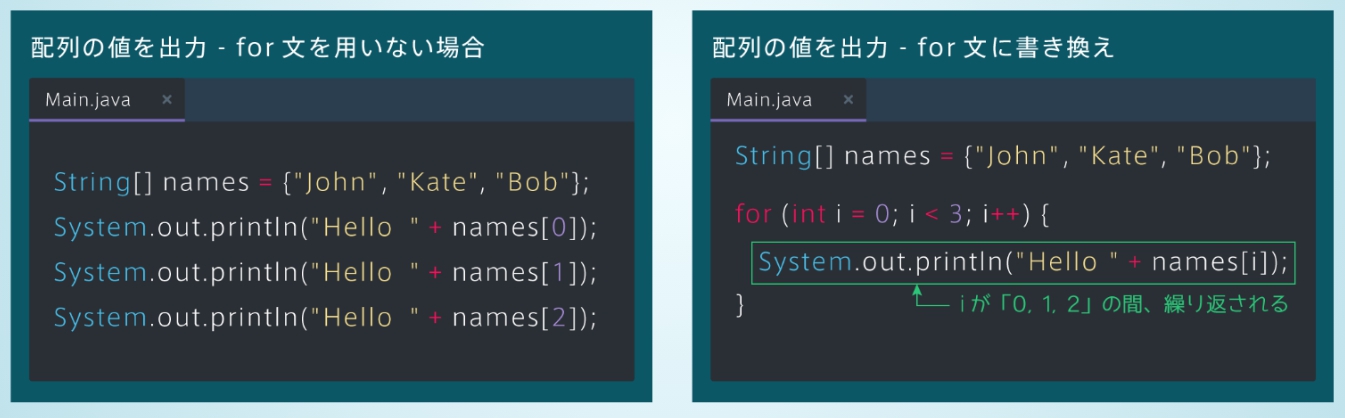 配列の値を出力 - for 文を用いない場合
Main.java ×
String[] names = {"John", "Kate", "Bob"};
System.out.println("Hello " + names[0]);
System.out.println("Hello " + names[1]);
System.out.println("Hello " + names[2]);
配列の値を出力 - for 文に書き換え
Main.java ×
String[] names = {"John", "Kate", "Bob"};
for (int i = 0; i < 3; i++) {
System.out.println("Hello " + names[i]);
i が「0, 1, 2」の間、繰り返される
}